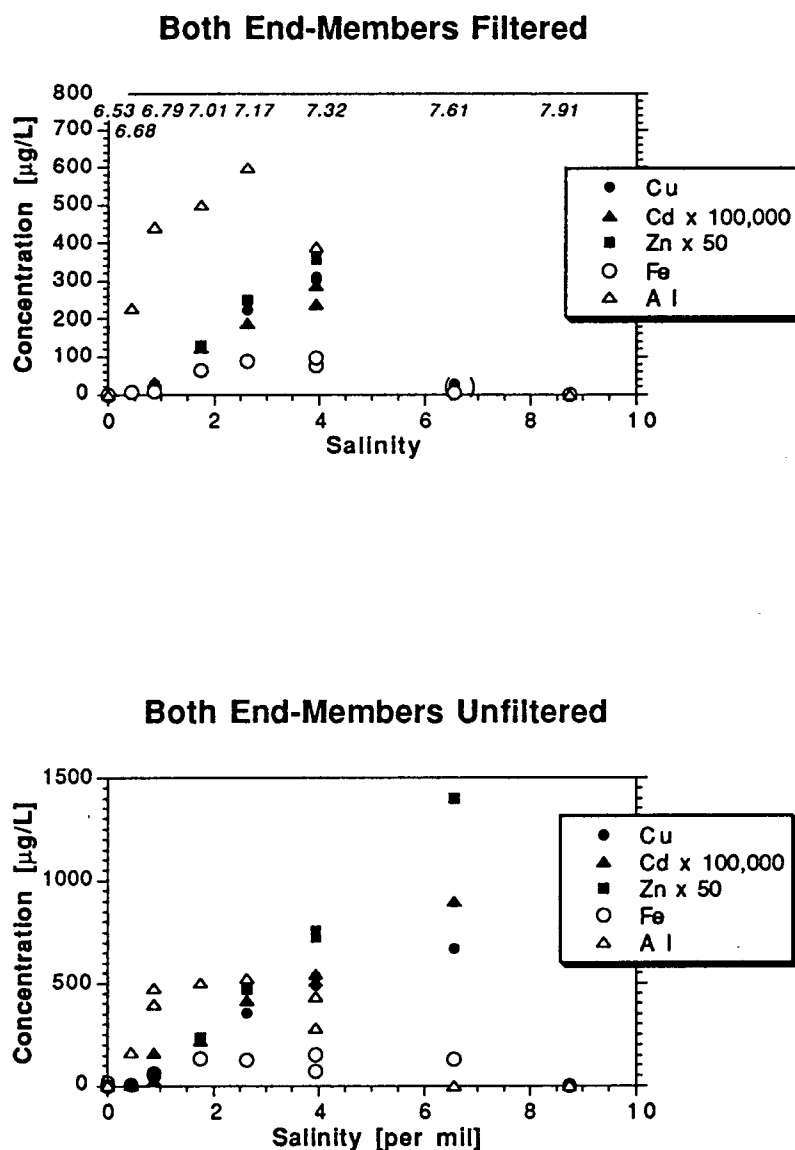 Both End-Members Filtered
Concentration [µg/L]
800
700
600
500
400
300
200
100
0
6.53 6.79 7.01 7.17 7.32 7.61 7.91
6.68
Cu
Cd x 100,000
Zn x 50
Fe
Al
( )
0 2 4 6 8 10
Salinity
Both End-Members Unfiltered
Concentration [µg/L]
1500
1000
500
0
Cu
Cd x 100,000
Zn x 50
Fe
Al
0 2 4 6 8 10
Salinity [per mil]